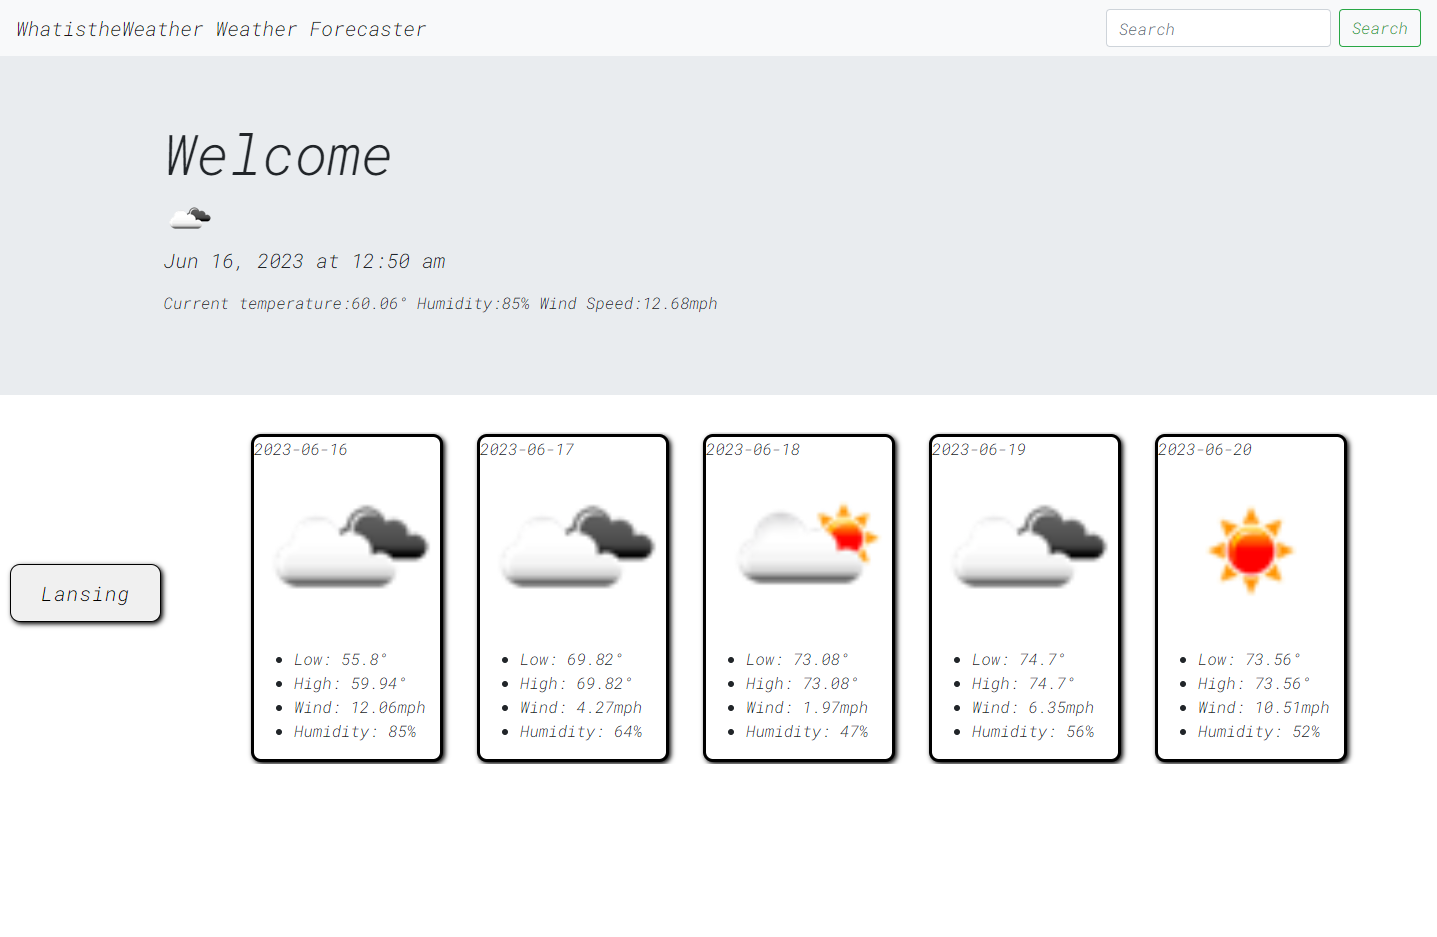 WhatistheWeather Weather Forecaster
Search
Search
Welcome
Jun 16, 2023 at 12:50 am
Current temperature:60.06° Humidity:85% Wind Speed:12.68mph
Lansing
2023-06-16
Low: 55.8°
High: 59.94°
Wind: 12.06mph
Humidity: 85%
2023-06-17
Low: 69.82°
High: 69.82°
Wind: 4.27mph
Humidity: 64%
2023-06-18
Low: 73.08°
High: 73.08°
Wind: 1.97mph
Humidity: 47%
2023-06-19
Low: 74.7°
High: 74.7°
Wind: 6.35mph
Humidity: 56%
2023-06-20
Low: 73.56°
High: 73.56°
Wind: 10.51mph
Humidity: 52%